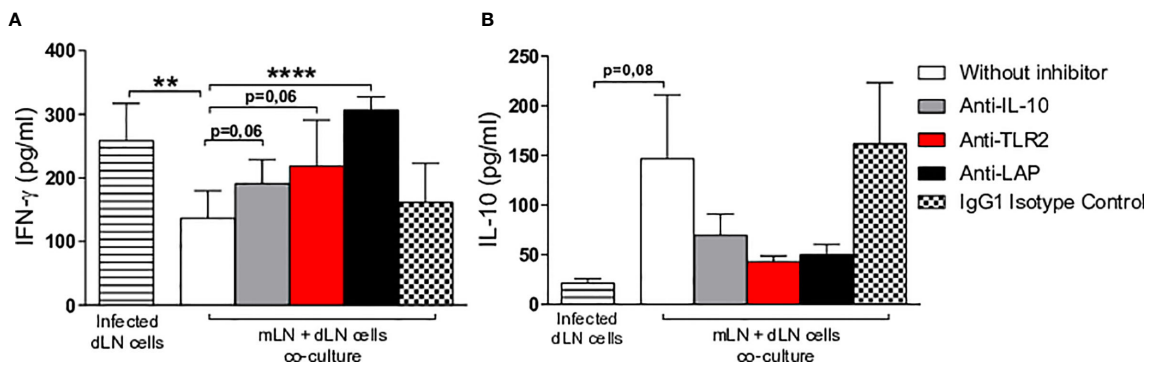 A
400
300
200
100
0
IFN-γ (pg/ml)
**
****
p=0,06
p=0,06
Infected
dLN cells
mLN + dLN cells
co-culture
B
250
200
150
100
50
0
IL-10 (pg/ml)
p=0,08
Infected
dLN cells
mLN + dLN cells
co-culture
Without inhibitor
Anti-IL-10
Anti-TLR2
Anti-LAP
IgG1 Isotype Control